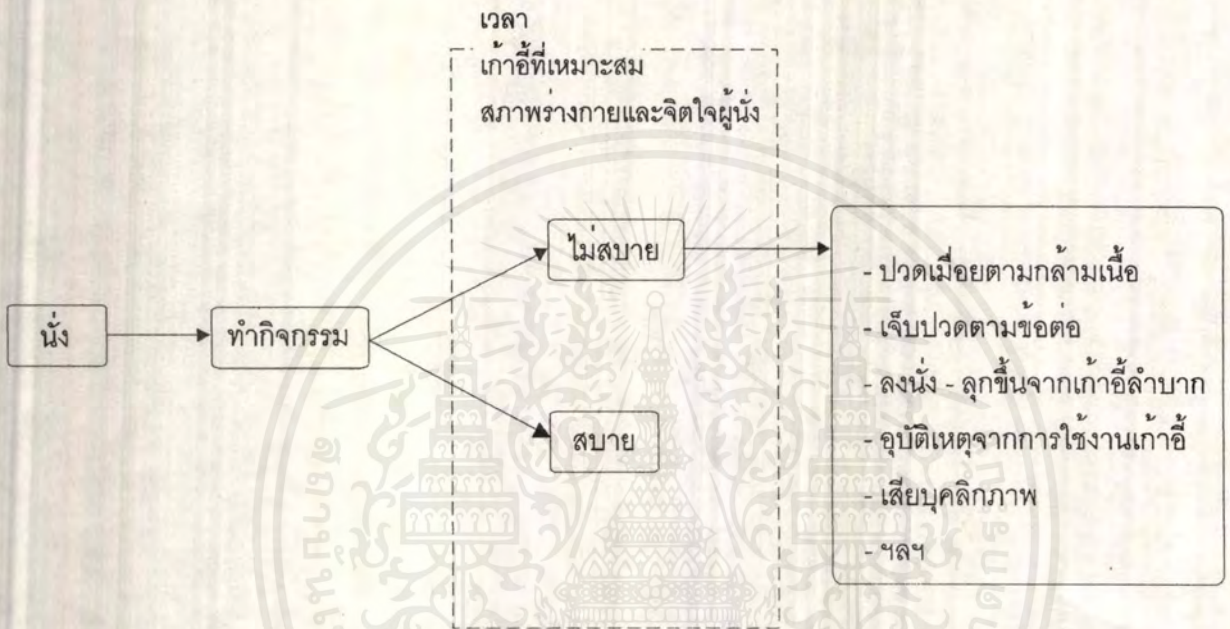 เวลา
เก้าอี้ที่เหมาะสม
สภาพร่างกายและจิตใจผู้นั่ง
นั่ง
ทำกิจกรรม
ไม่สบาย
สบาย
- ปวดเมื่อยตามกล้ามเนื้อ
- เจ็บปวดตามข้อต่อ
- ลงนั่ง - ลุกขึ้นจากเก้าอี้ลำบาก
- อุบัติเหตุจากการใช้งานเก้าอี้
- เสียบุคลิกภาพ
- ฯลฯ